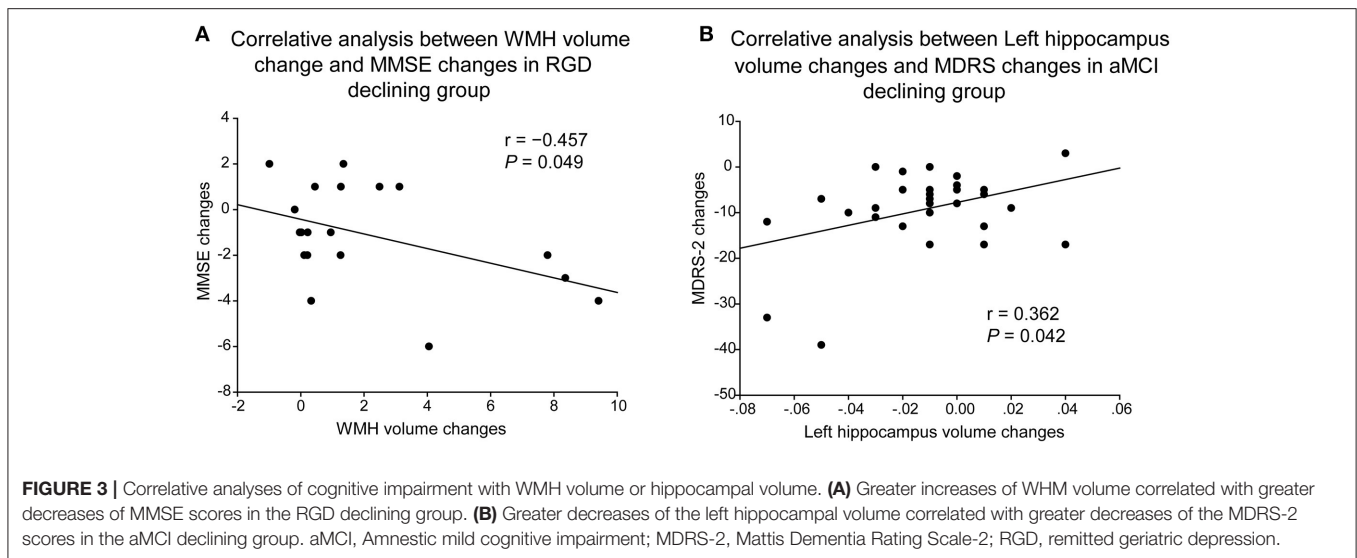 A Correlative analysis between WMH volume
change and MMSE changes in RGD
declining group
4
2
0
-2
-4
-6
-8
MMSE changes
r = −0.457
P = 0.049
-2 0 2 4 6 8 10
WMH volume changes
B Correlative analysis between Left hippocampus
volume changes and MDRS changes in aMCI
declining group
10
0
-10
-20
-30
-40
-50
MDRS-2 changes
r = 0.362
P = 0.042
-.08 -.06 -.04 -.02 0.00 .02 .04 .06
Left hippocampus volume changes
FIGURE 3 | Correlative analyses of cognitive impairment with WMH volume or hippocampal volume. (A) Greater increases of WHM volume correlated with greater
decreases of MMSE scores in the RGD declining group. (B) Greater decreases of the left hippocampal volume correlated with greater decreases of the MDRS-2
scores in the aMCI declining group. aMCI, Amnestic mild cognitive impairment; MDRS-2, Mattis Dementia Rating Scale-2; RGD, remitted geriatric depression.